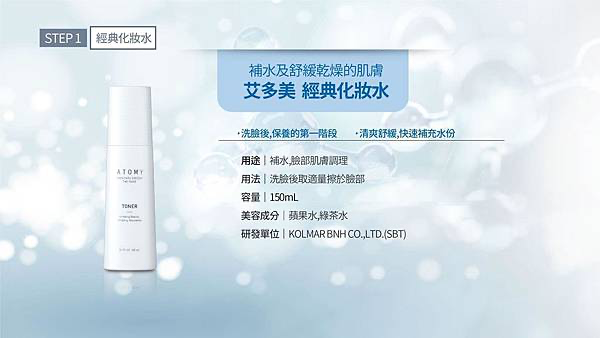 STEP 1 經典化妝水
補水及舒緩乾燥的肌膚
艾多美 經典化妝水
•洗臉後,保養的第一階段 •清爽舒緩,快速補充水份
用途｜補水,臉部肌膚調理
用法｜洗臉後取適量擦於臉部
容量｜150mL
美容成分｜蘋果水,綠茶水
研發單位｜KOLMAR BNH CO.,LTD.(SBT)
ATOMY
TONER